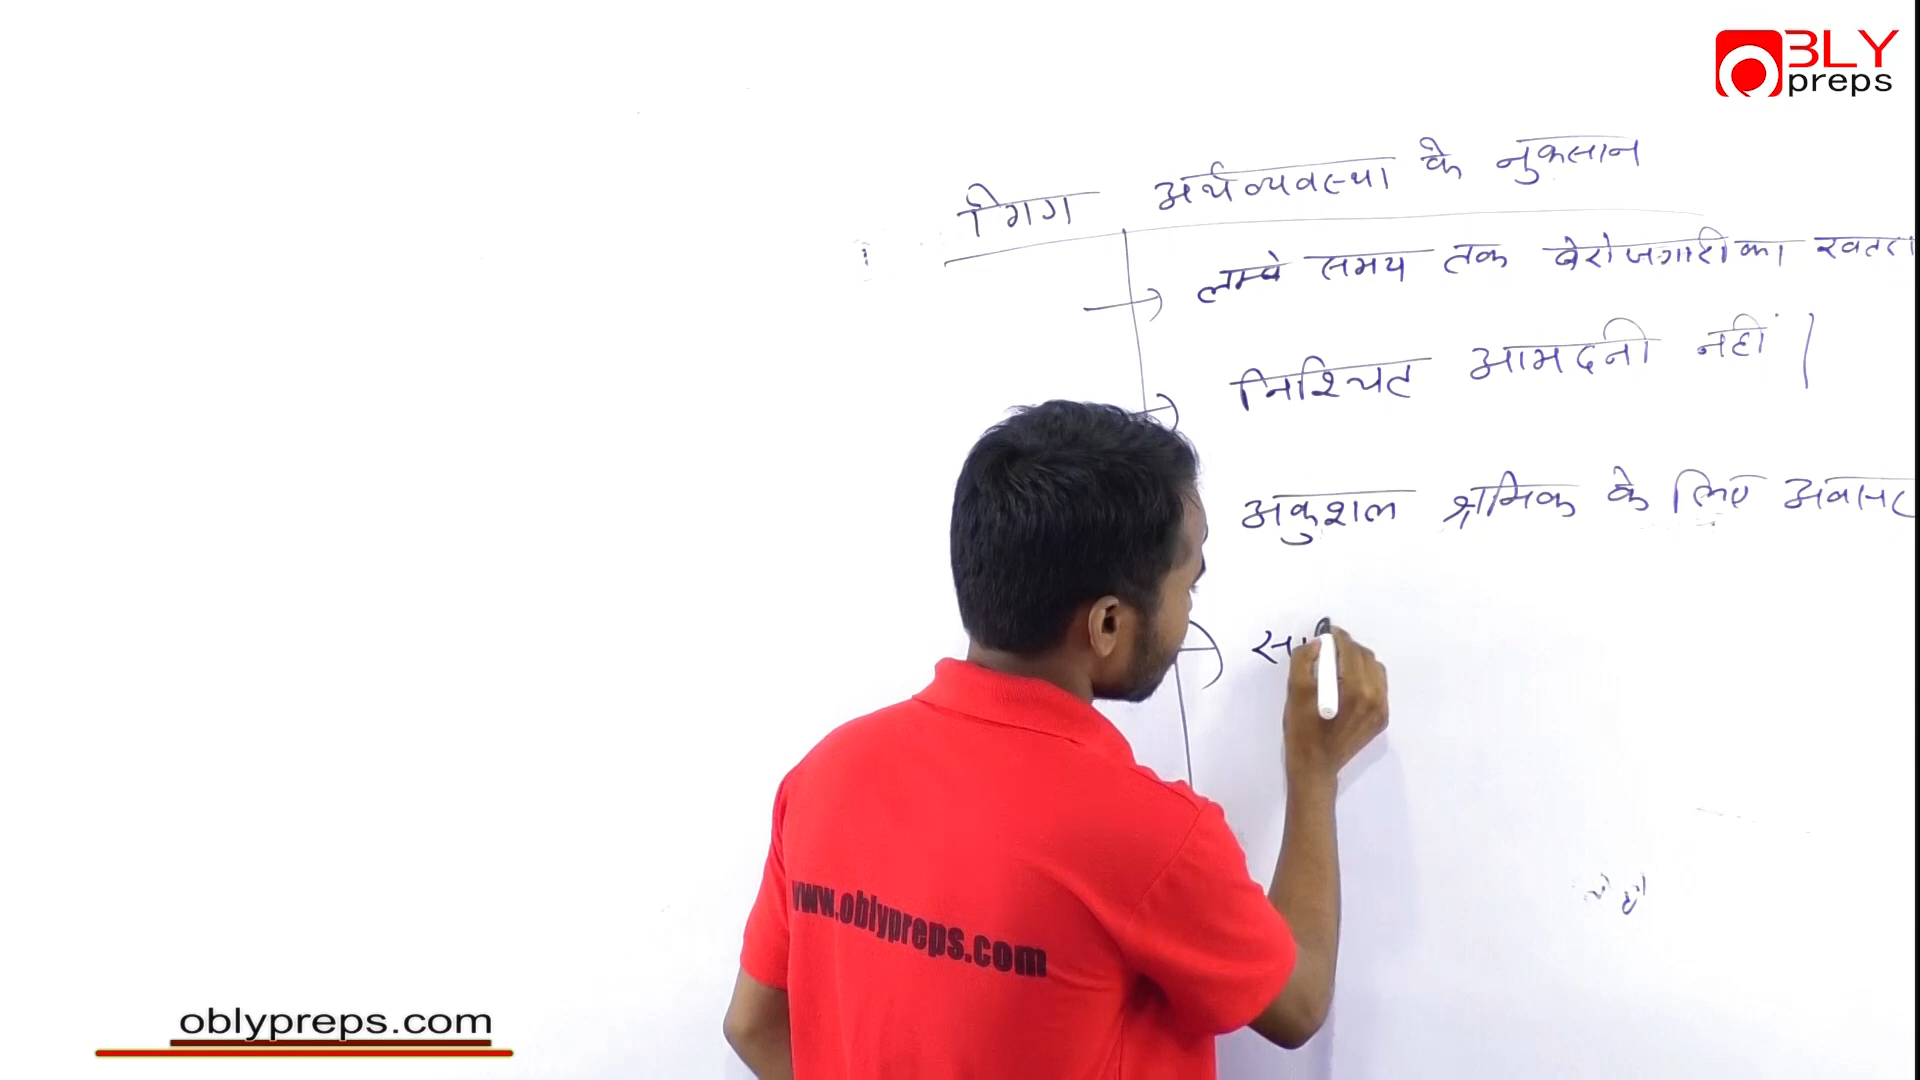 BLY
preps
गिग अर्थव्यवस्था के नुकसान
लम्बे समय तक बेरोजगारी का खतरा
निश्चित आमदनी नहीं |
अकुशल श्रमिक के लिए अवसर
www.oblypreps.com
oblypreps.com